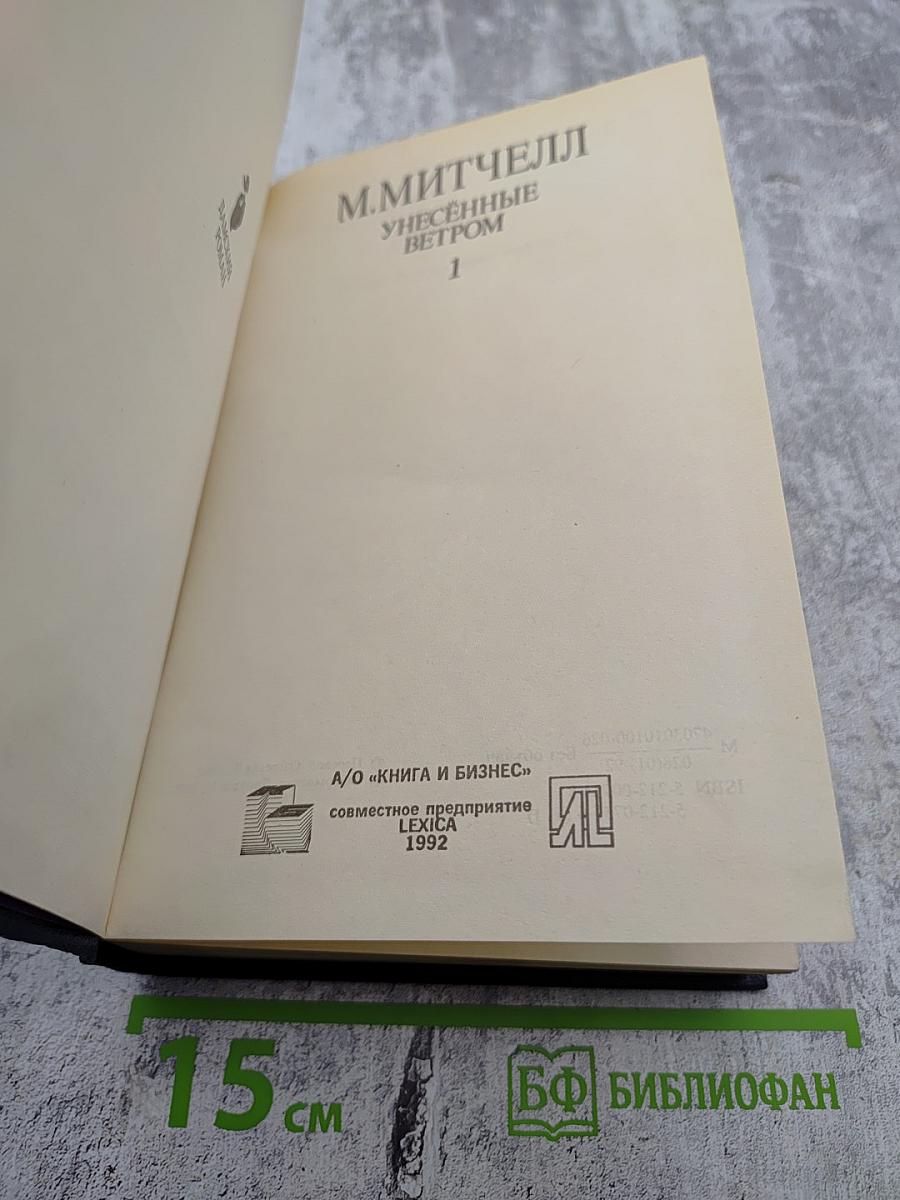 М.МИТЧЕЛЛ
УНЕСЁННЫЕ
ВЕТРОМ
1
А/О «КНИГА И БИЗНЕС»
совместное предприятие
LEXICA
1992
15 см
БФ БИБЛИОФАН